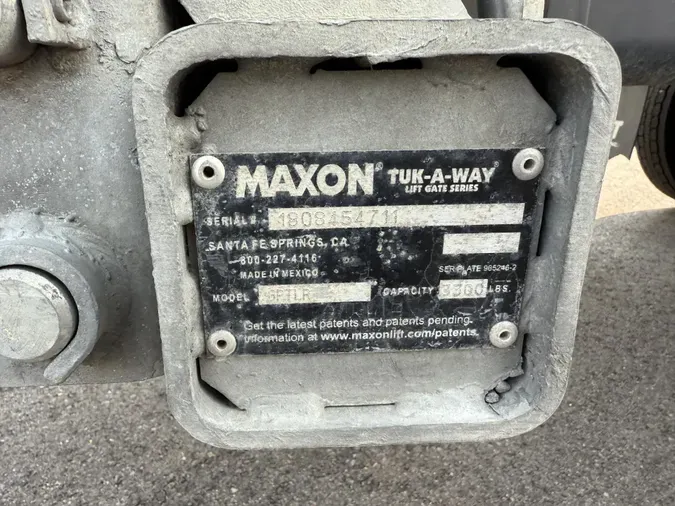 MAXON® TUK-A-WAY®
LIFT GATE SERIES
SERIAL# 1808454711
SANTA FE SPRINGS, CA
800-227-4116
MADE IN MEXICO
SER PLATE 905246-2
MODEL CAPACITY 3300 LBS.
Get the latest patents and patents pending
information at www.maxonlift.com/patents.